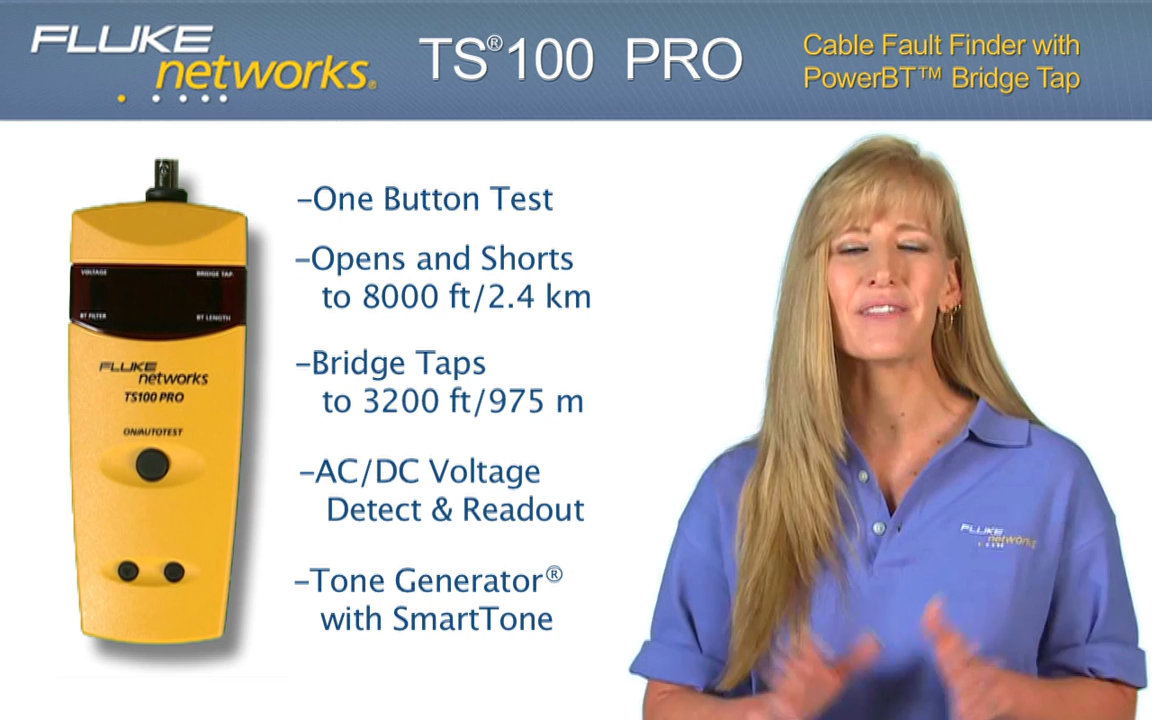 FLUKE
networks®
TS®100 PRO
Cable Fault Finder with
PowerBT™ Bridge Tap
VOLTAGE
BRIDGE TAP
BT FILTER
BT LENGTH
FLUKE
networks
TS100 PRO
ON/AUTOTEST
–One Button Test
–Opens and Shorts
to 8000 ft/2.4 km
–Bridge Taps
to 3200 ft/975 m
–AC/DC Voltage
Detect & Readout
–Tone Generator®
with SmartTone
FLUKE
networks